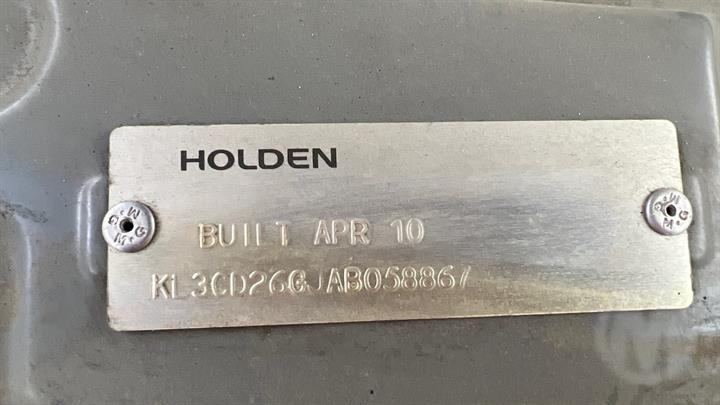 HOLDEN
BUILT APR 10
KL3CD26GJAB058867
G·M·G·M·
G·M·G·M·